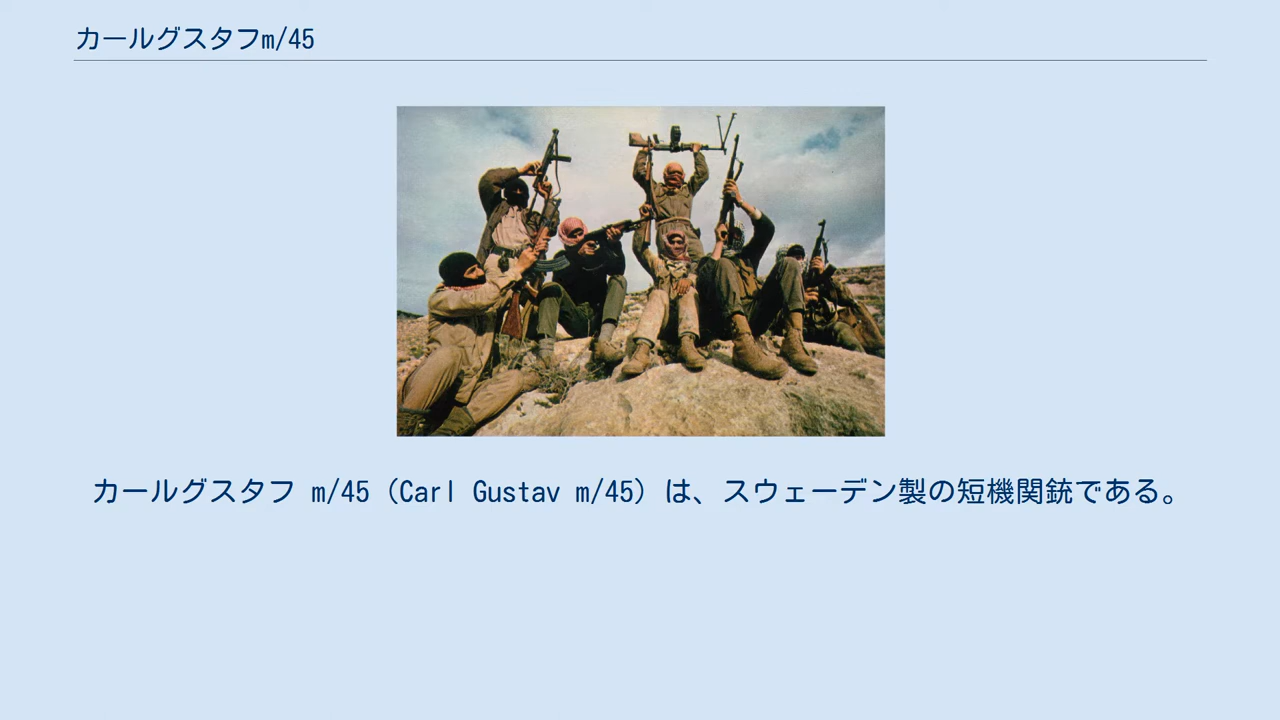 カールグスタフm/45
カールグスタフ m/45（Carl Gustav m/45）は、スウェーデン製の短機関銃である。